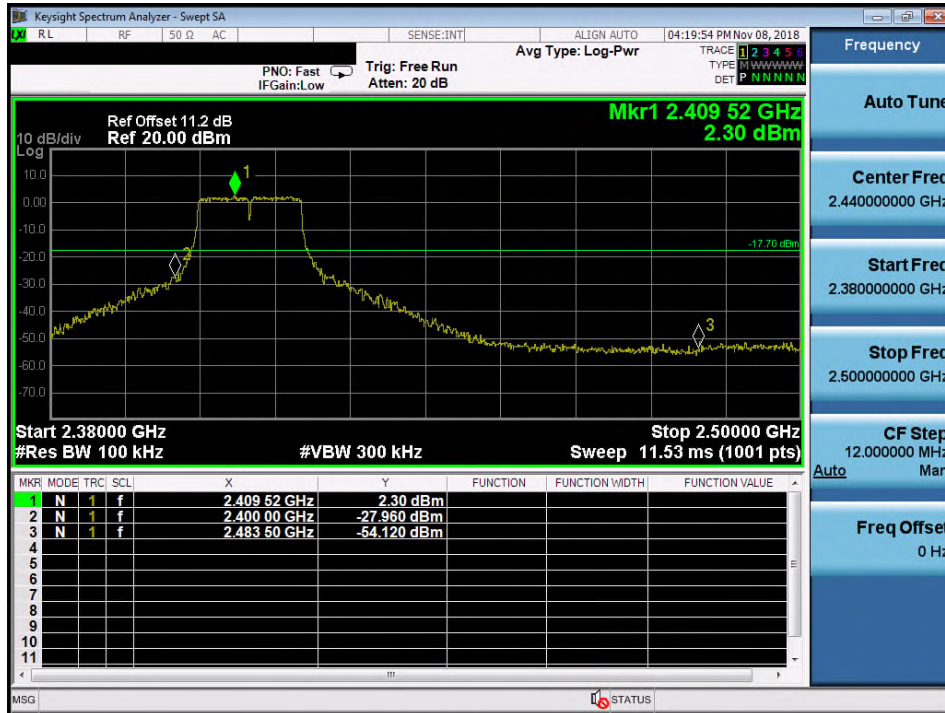 Keysight Spectrum Analyzer - Swept SA
LXI RL RF 50 Ω AC SENSE:INT ALIGN AUTO 04:19:54 PM Nov 08, 2018
Frequency
Avg Type: Log-Pwr TRACE 1 2 3 4 5 6
PNO: Fast Trig: Free Run TYPE M WWWWW
IFGain:Low Atten: 20 dB DET P N N N N N
Auto Tune
Mkr1 2.409 52 GHz
Ref Offset 11.2 dB
10 dB/div Ref 20.00 dBm 2.30 dBm
Log
10.0
0.00
-10.0
-20.0
-30.0
-40.0
-50.0
-60.0
-70.0
1
2
3
-17.70 dBm
Center Freq
2.440000000 GHz
Start Freq
2.380000000 GHz
Stop Freq
2.500000000 GHz
Start 2.38000 GHz Stop 2.50000 GHz
#Res BW 100 kHz #VBW 300 kHz Sweep 11.53 ms (1001 pts)
CF Step
12.000000 MHz
Auto Man
MKR MODE TRC SCL X Y FUNCTION FUNCTION WIDTH FUNCTION VALUE
1 N 1 f 2.409 52 GHz 2.30 dBm
2 N 1 f 2.400 00 GHz -27.960 dBm
3 N 1 f 2.483 50 GHz -54.120 dBm
4
5
6
7
8
9
10
11
Freq Offset
0 Hz
MSG STATUS